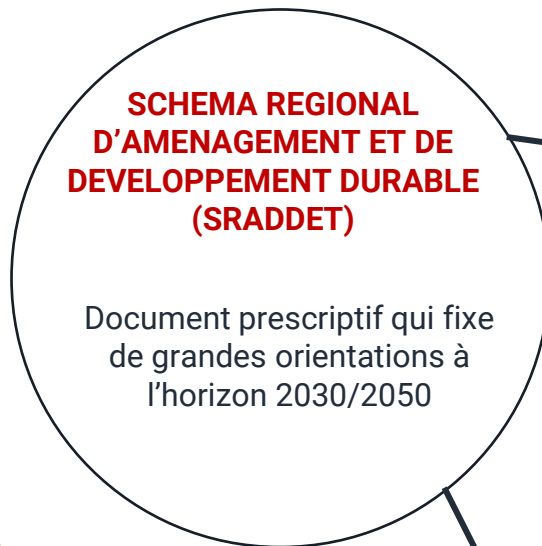 SCHEMA REGIONAL
D’AMENAGEMENT ET DE
DEVELOPPEMENT DURABLE
(SRADDET)
Document prescriptif qui fixe
de grandes orientations à
l’horizon 2030/2050